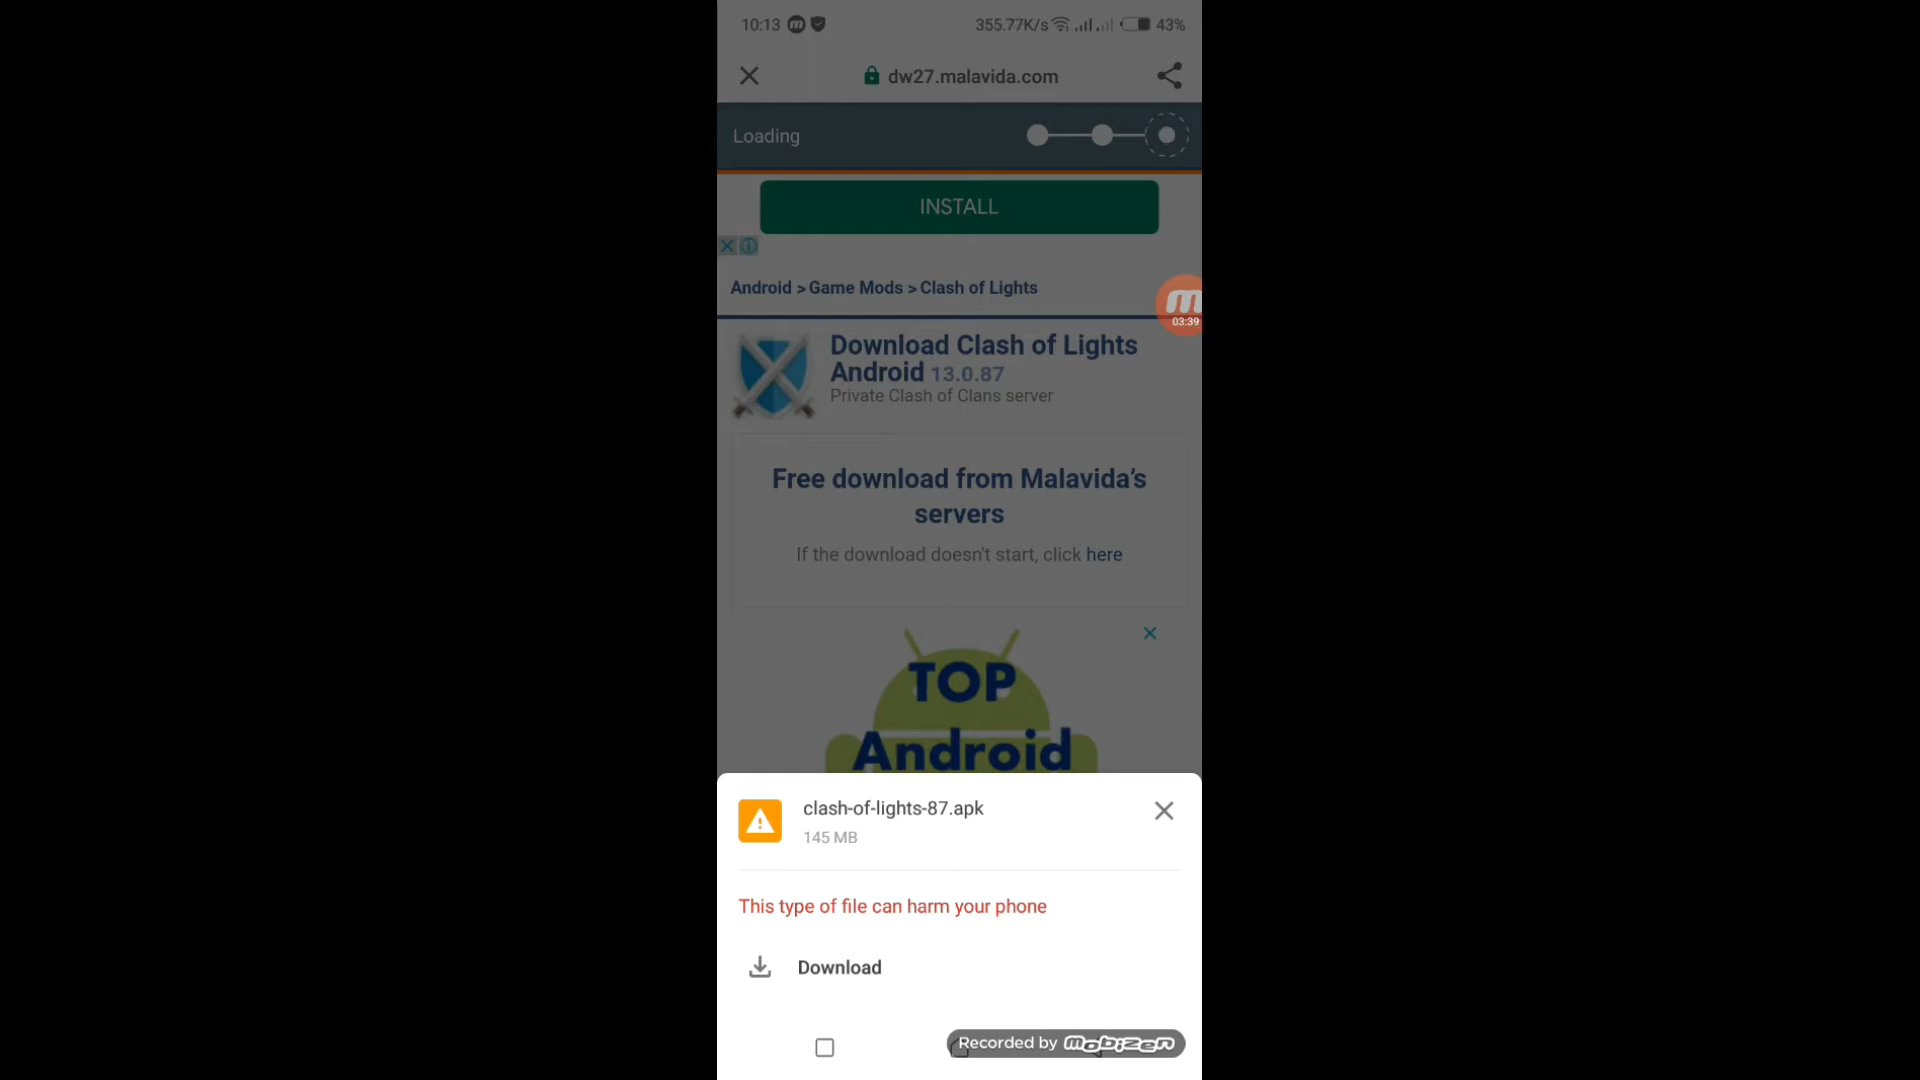 10:13 355.77K/s 43%
dw27.malavida.com
Loading
INSTALL
Android > Game Mods > Clash of Lights
03:39
Download Clash of Lights
Android 13.0.87
Private Clash of Clans server
Free download from Malavida’s
servers
If the download doesn't start, click here
TOP
Android
clash-of-lights-87.apk
145 MB
This type of file can harm your phone
Download
Recorded by mobizen